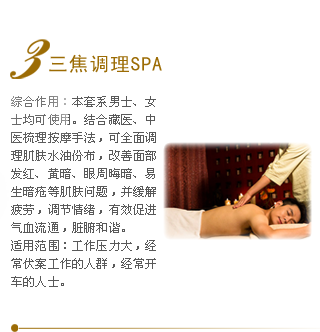 3 三焦调理SPA
综合作用：本套系男士、女
士均可使用。结合藏医、中
医梳理按摩手法，可全面调
理肌肤水油份布，改善面部
发红、黄暗、眼周晦暗、易
生暗疮等肌肤问题，并缓解
疲劳，调节情绪，有效促进
气血流通，脏腑和谐。
适用范围：工作压力大，经
常伏案工作的人群，经常开
车的人士。